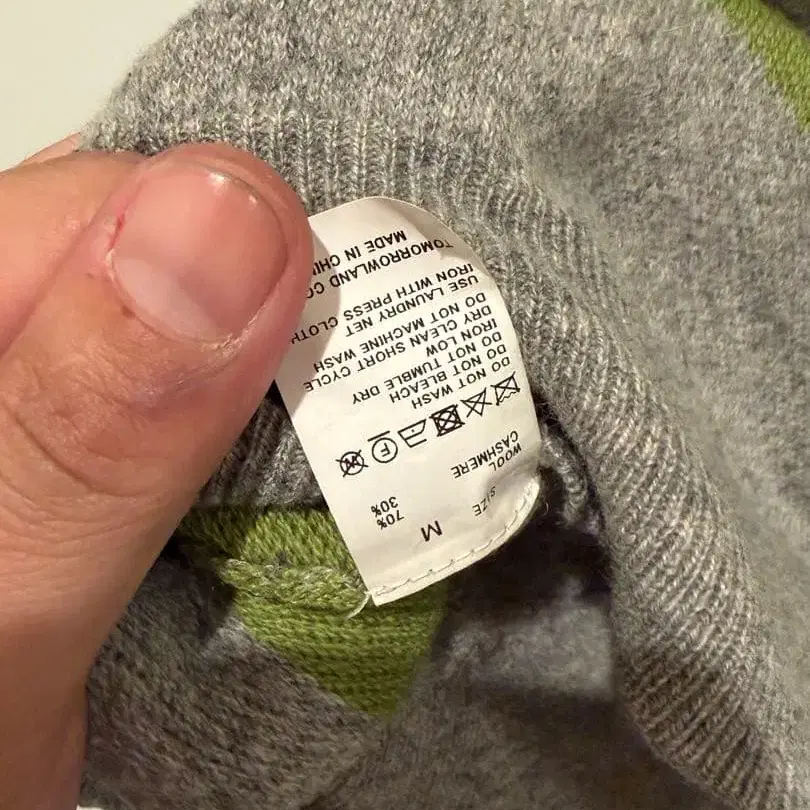 SIZE M
WOOL 70%
CASHMERE 30%
F W
DO NOT WASH
DO NOT BLEACH
DO NOT TUMBLE DRY
IRON LOW
DRY CLEAN SHORT CYCLE
DO NOT MACHINE WASH
USE LAUNDRY NET
IRON WITH PRESS CLOTH
TOMORROWLAND CO
MADE IN CHIN